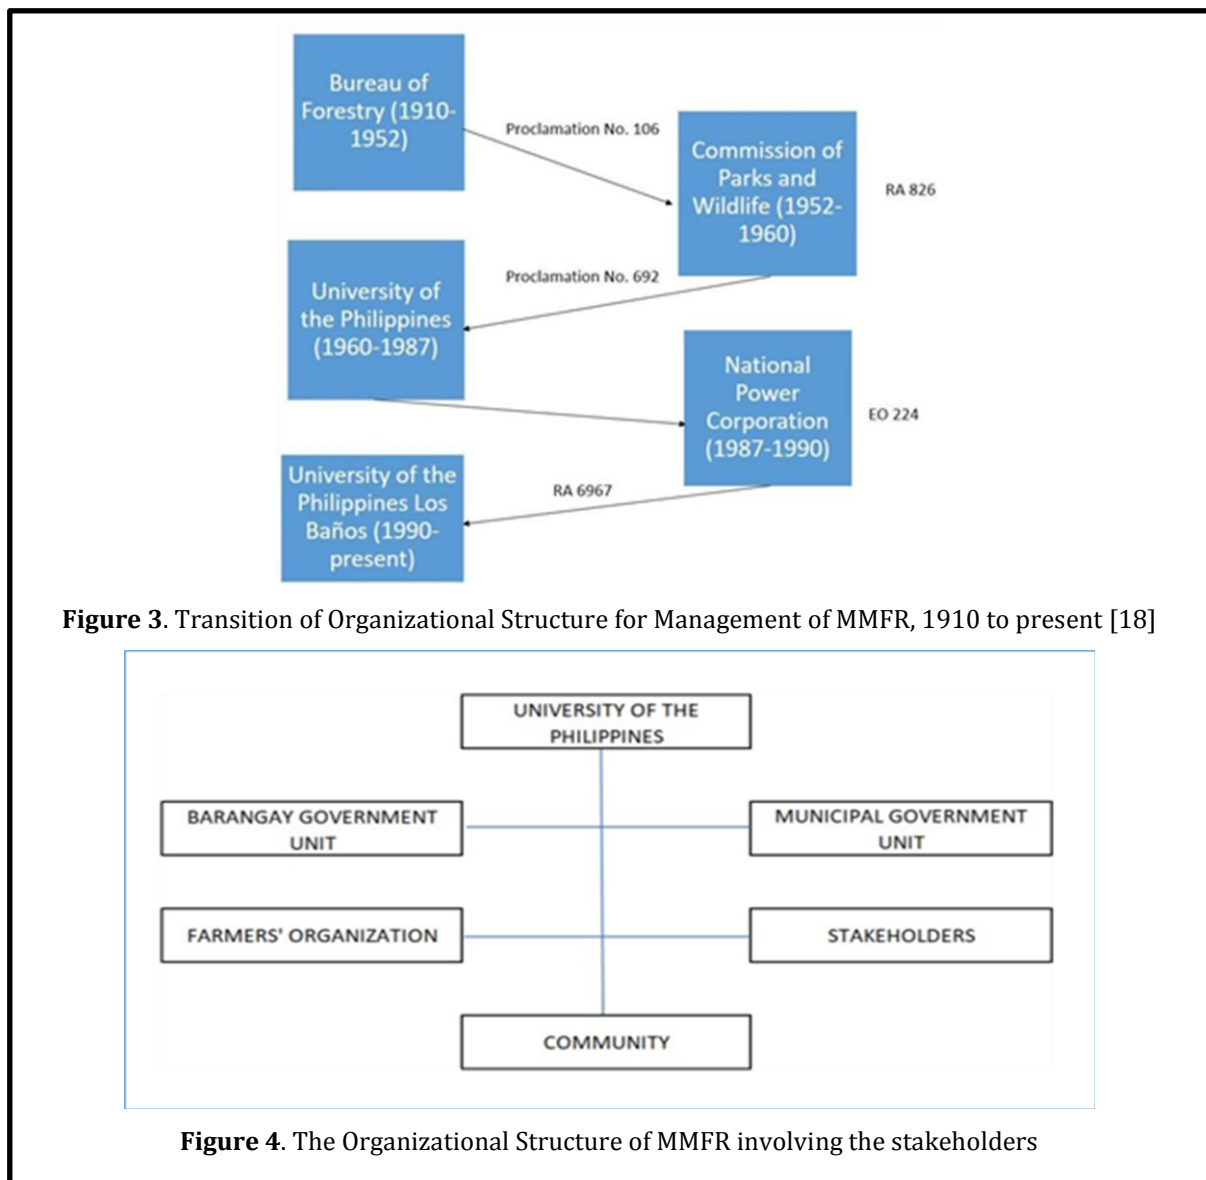 Bureau of
Forestry (1910-
1952)
Proclamation No. 106
Commission of
Parks and
Wildlife (1952-
1960)
RA 826
Proclamation No. 692
University of
the Philippines
(1960-1987)
National
Power
Corporation
(1987-1990)
EO 224
RA 6967
University of the
Philippines Los
Baños (1990-
present)
Figure 3. Transition of Organizational Structure for Management of MMFR, 1910 to present [18]
UNIVERSITY OF THE
PHILIPPINES
BARANGAY GOVERNMENT
UNIT
MUNICIPAL GOVERNMENT
UNIT
FARMERS' ORGANIZATION
STAKEHOLDERS
COMMUNITY
Figure 4. The Organizational Structure of MMFR involving the stakeholders